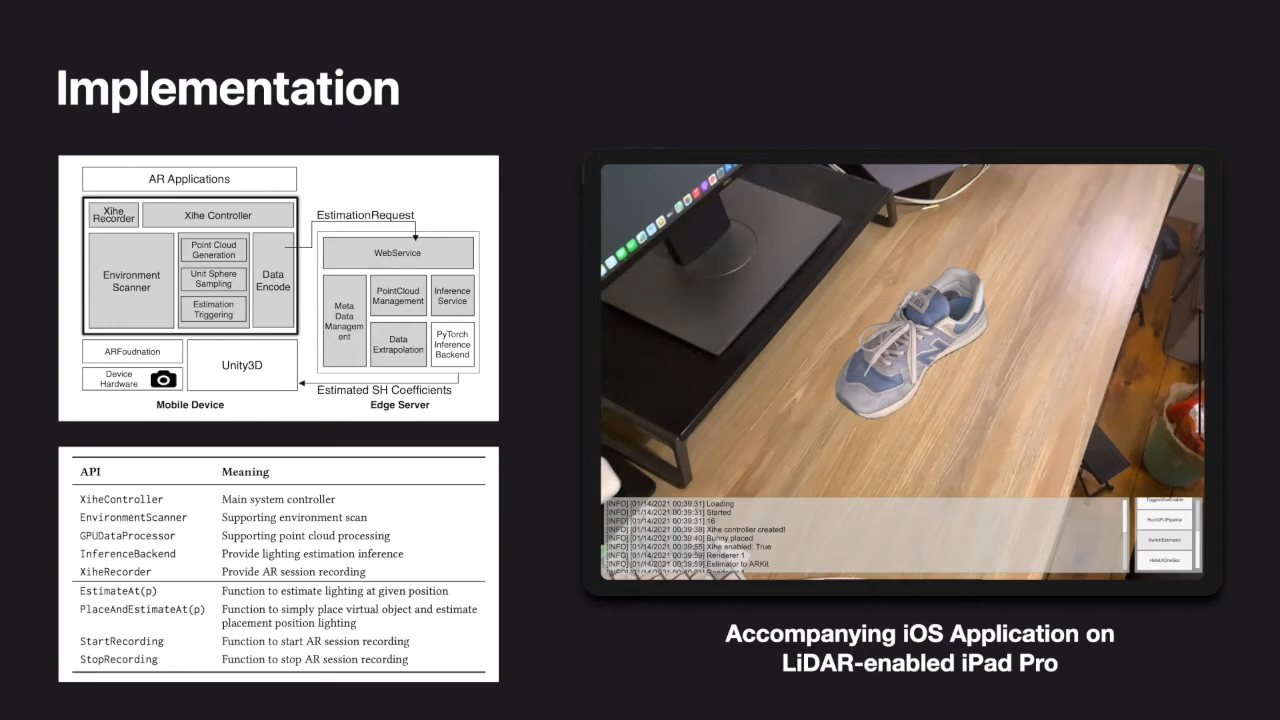 Implementation
AR Applications
Xihe
Recorder
Xihe Controller
Environment
Scanner
Point Cloud
Generation
Unit Sphere
Sampling
Estimation
Triggering
Data
Encode
ARFoudnation
Device
Hardware
Unity3D
Mobile Device
EstimationRequest
WebService
Meta
Data
Managem
ent
PointCloud
Management
Inference
Service
Data
Extrapolation
PyTorch
Inference
Backend
Estimated SH Coefficients
Edge Server
API Meaning
XiheController Main system controller
EnvironmentScanner Supporting environment scan
GPUDataProcessor Supporting point cloud processing
InferenceBackend Provide lighting estimation inference
XiheRecorder Provide AR session recording
EstimateAt(p) Function to estimate lighting at given position
PlaceAndEstimateAt(p) Function to simply place virtual object and estimate
placement position lighting
StartRecording Function to start AR session recording
StopRecording Function to stop AR session recording
[INFO] [01/14/2021 00:39:31] Loading
[INFO] [01/14/2021 00:39:31] Started
[INFO] [01/14/2021 00:39:31] 16
[INFO] [01/14/2021 00:39:38] Xihe controller created!
[INFO] [01/14/2021 00:39:40] Bunny placed
[INFO] [01/14/2021 00:39:55] Xihe enabled: True
[INFO] [01/14/2021 00:39:59] Renderer 1
[INFO] [01/14/2021 00:39:59] Estimator to ARKit
ToggleXiheEnable
RunGPUPipeline
SwitchEstimator
Accompanying iOS Application on
LiDAR-enabled iPad Pro